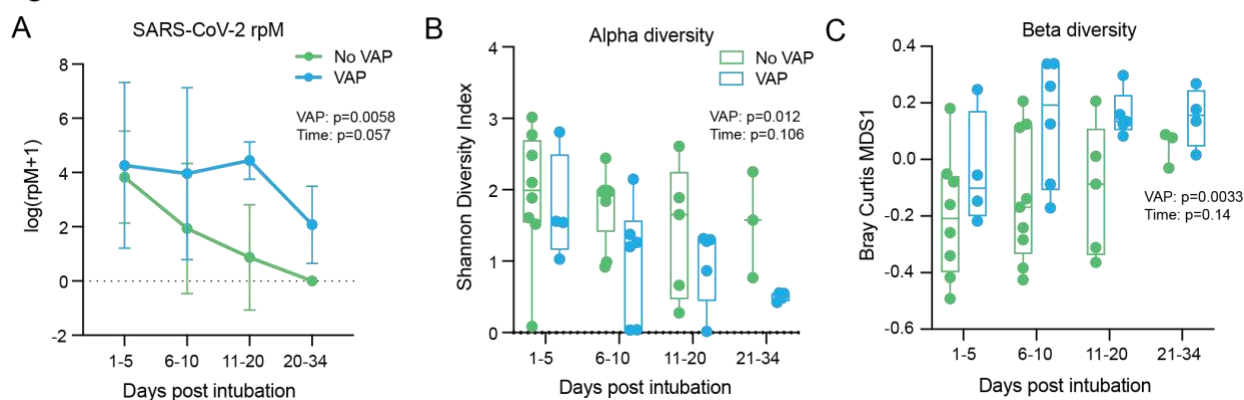 A
SARS-CoV-2 rpM
No VAP
VAP
VAP: p=0.0058
Time: p=0.057
log(rpM+1)
8
6
4
2
0
-2
1-5
6-10
11-20
20-34
Days post intubation
B
Alpha diversity
No VAP
VAP
VAP: p=0.012
Time: p=0.106
Shannon Diversity Index
4
3
2
1
0
1-5
6-10
11-20
21-34
Days post intubation
C
Beta diversity
VAP: p=0.0033
Time: p=0.14
Bray Curtis MDS1
0.4
0.2
0.0
-0.2
-0.4
-0.6
1-5
6-10
11-20
21-34
Days post intubation